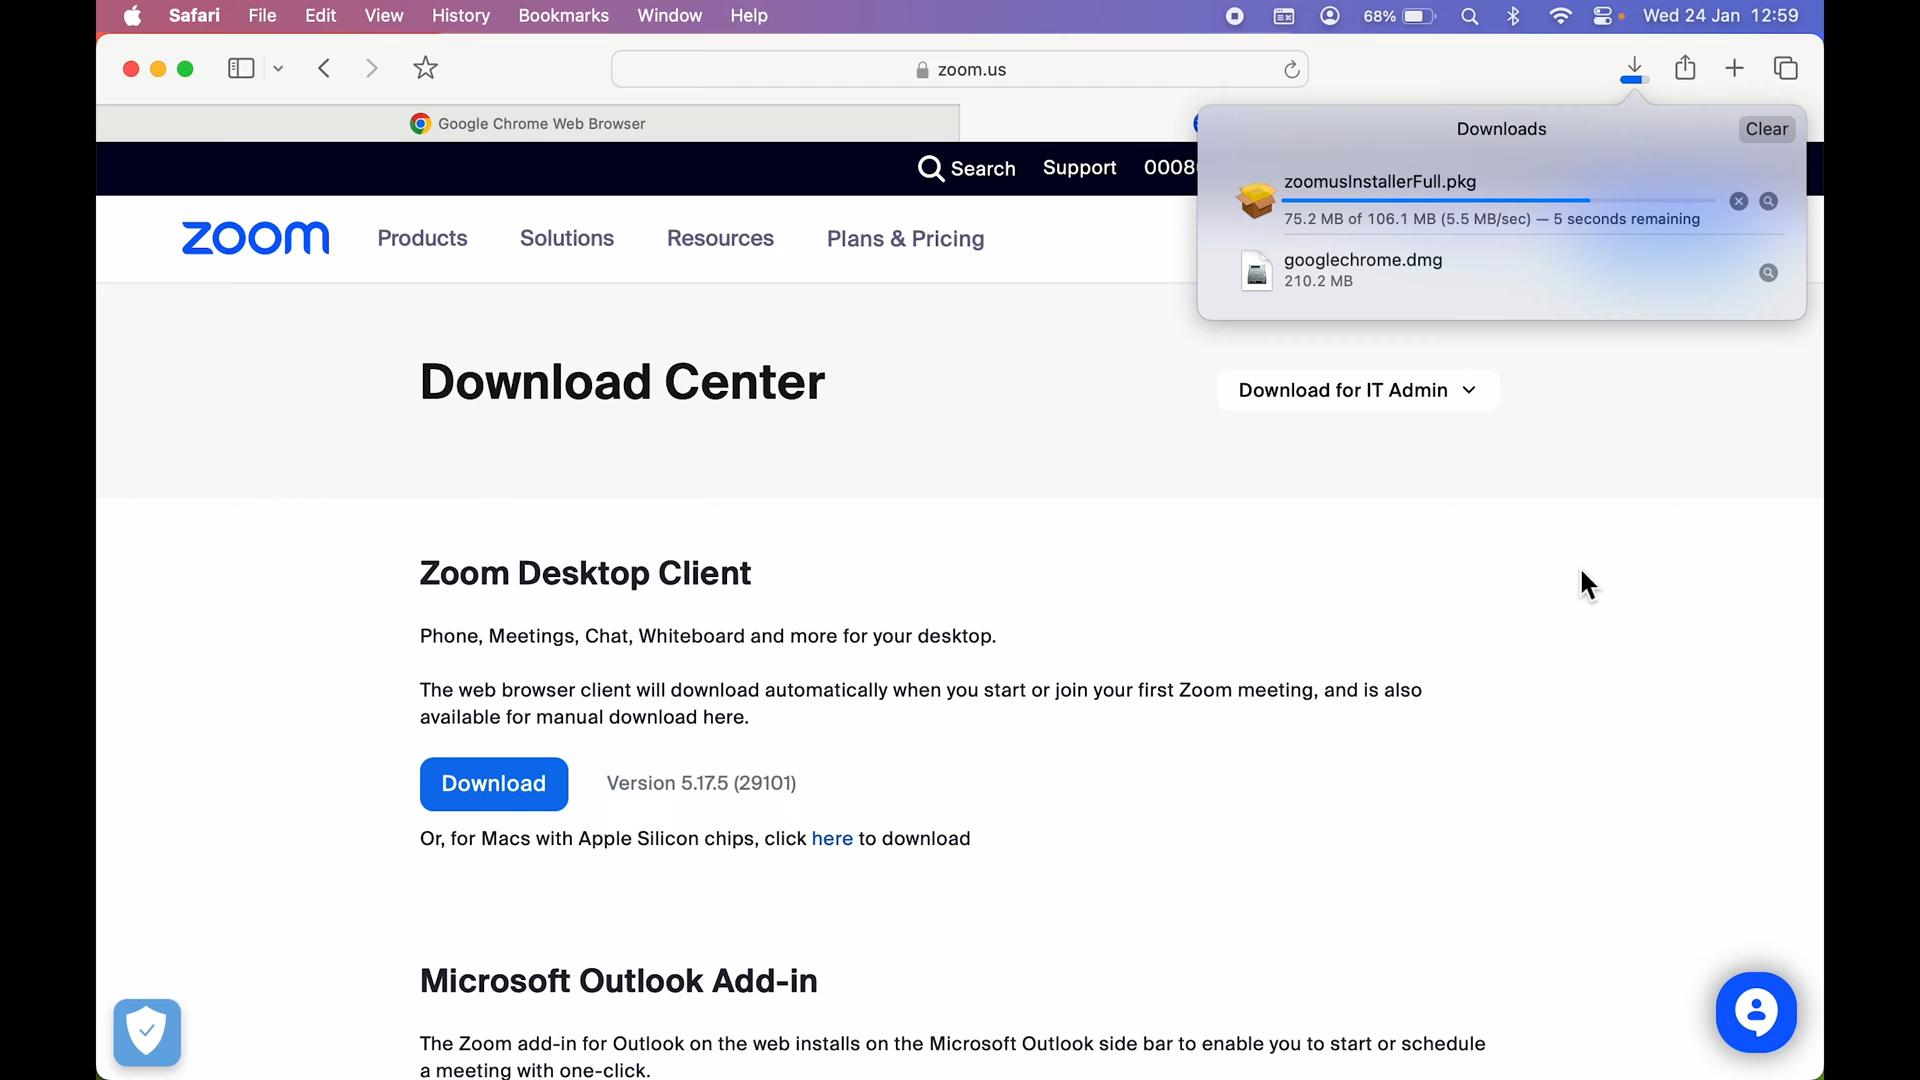 Safari File Edit View History Bookmarks Window Help 68% Wed 24 Jan 12:59
zoom.us
Google Chrome Web Browser
Downloads Clear
Search Support 0008
zoomusInstallerFull.pkg
75.2 MB of 106.1 MB (5.5 MB/sec) — 5 seconds remaining
googlechrome.dmg
210.2 MB
zoom Products Solutions Resources Plans & Pricing
Download Center
Download for IT Admin
Zoom Desktop Client
Phone, Meetings, Chat, Whiteboard and more for your desktop.
The web browser client will download automatically when you start or join your first Zoom meeting, and is also
available for manual download here.
Download Version 5.17.5 (29101)
Or, for Macs with Apple Silicon chips, click here to download
Microsoft Outlook Add-in
The Zoom add-in for Outlook on the web installs on the Microsoft Outlook side bar to enable you to start or schedule
a meeting with one-click.